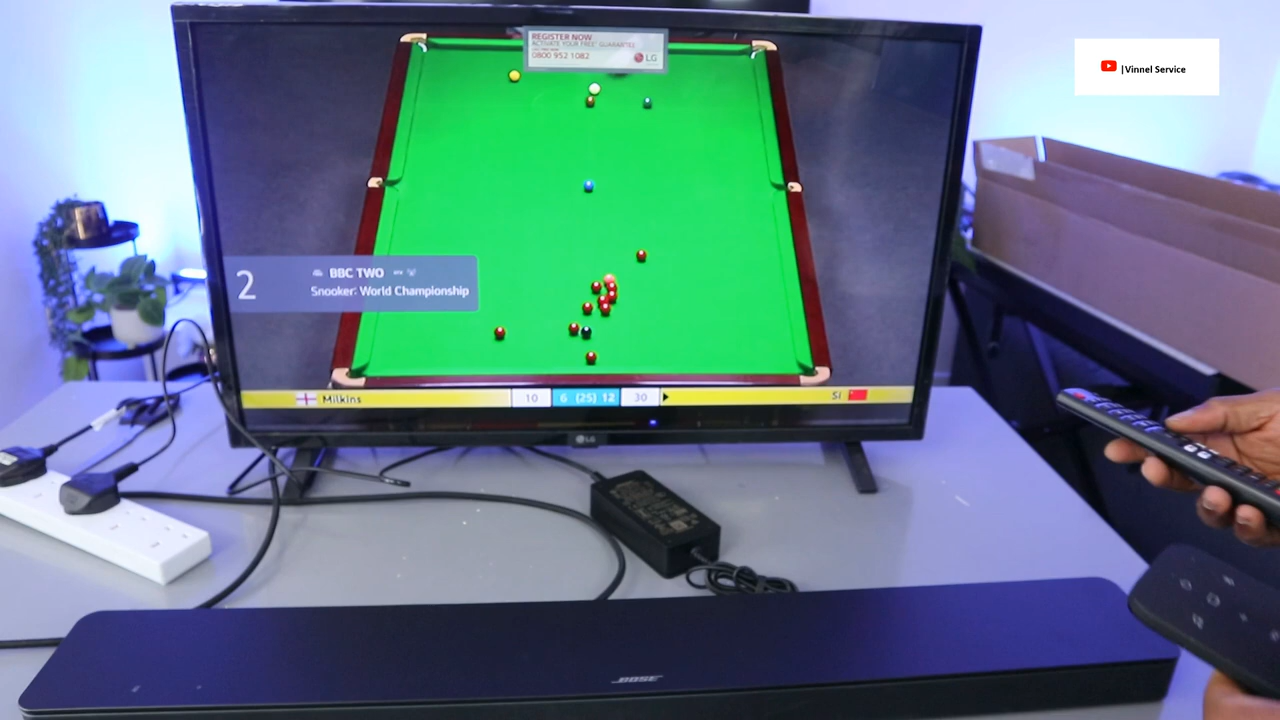 REGISTER NOW
ACTIVATE YOUR FREE* GUARANTEE
0800 952 1082
LG
|Vinnel Service
2
BBC TWO
Snooker: World Championship
Milkins
10
6 (25) 12
30
Si
LG
BOSE